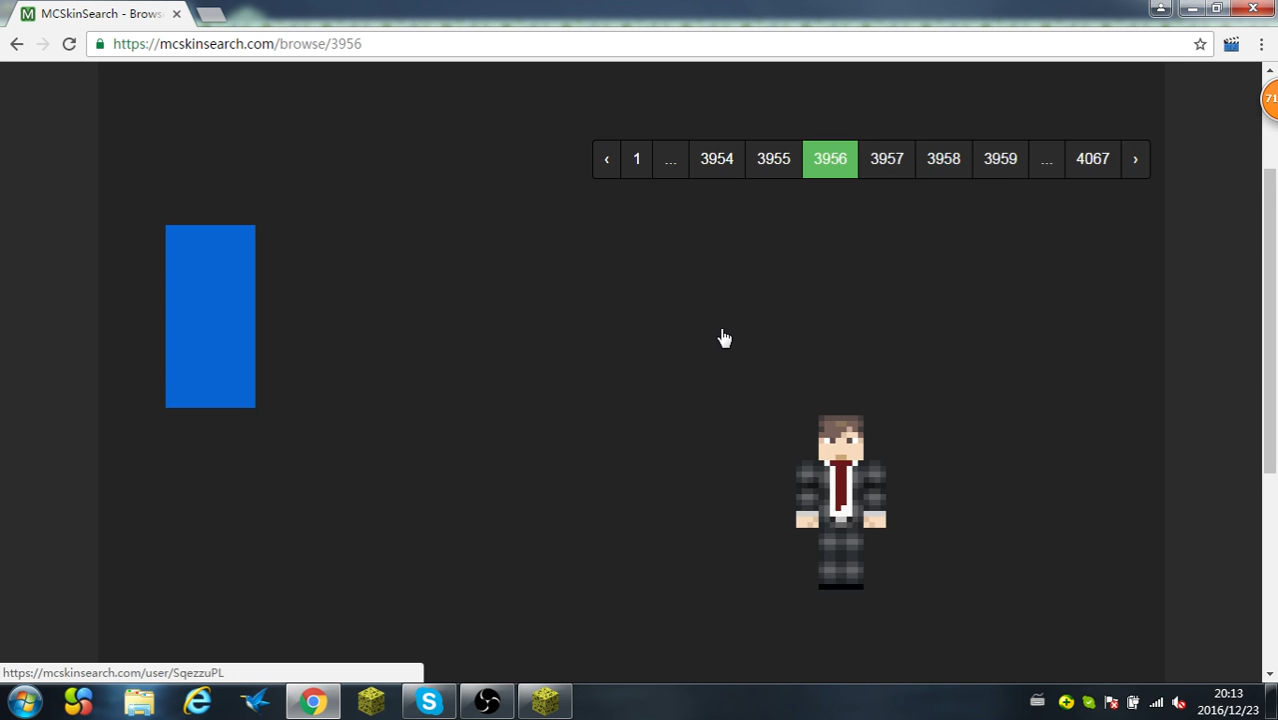 MCSkinSearch - Brows
https://mcskinsearch.com/browse/3956
71
‹ 1 ... 3954 3955 3956 3957 3958 3959 ... 4067 ›
https://mcskinsearch.com/user/SqezzuPL
20:13
2016/12/23